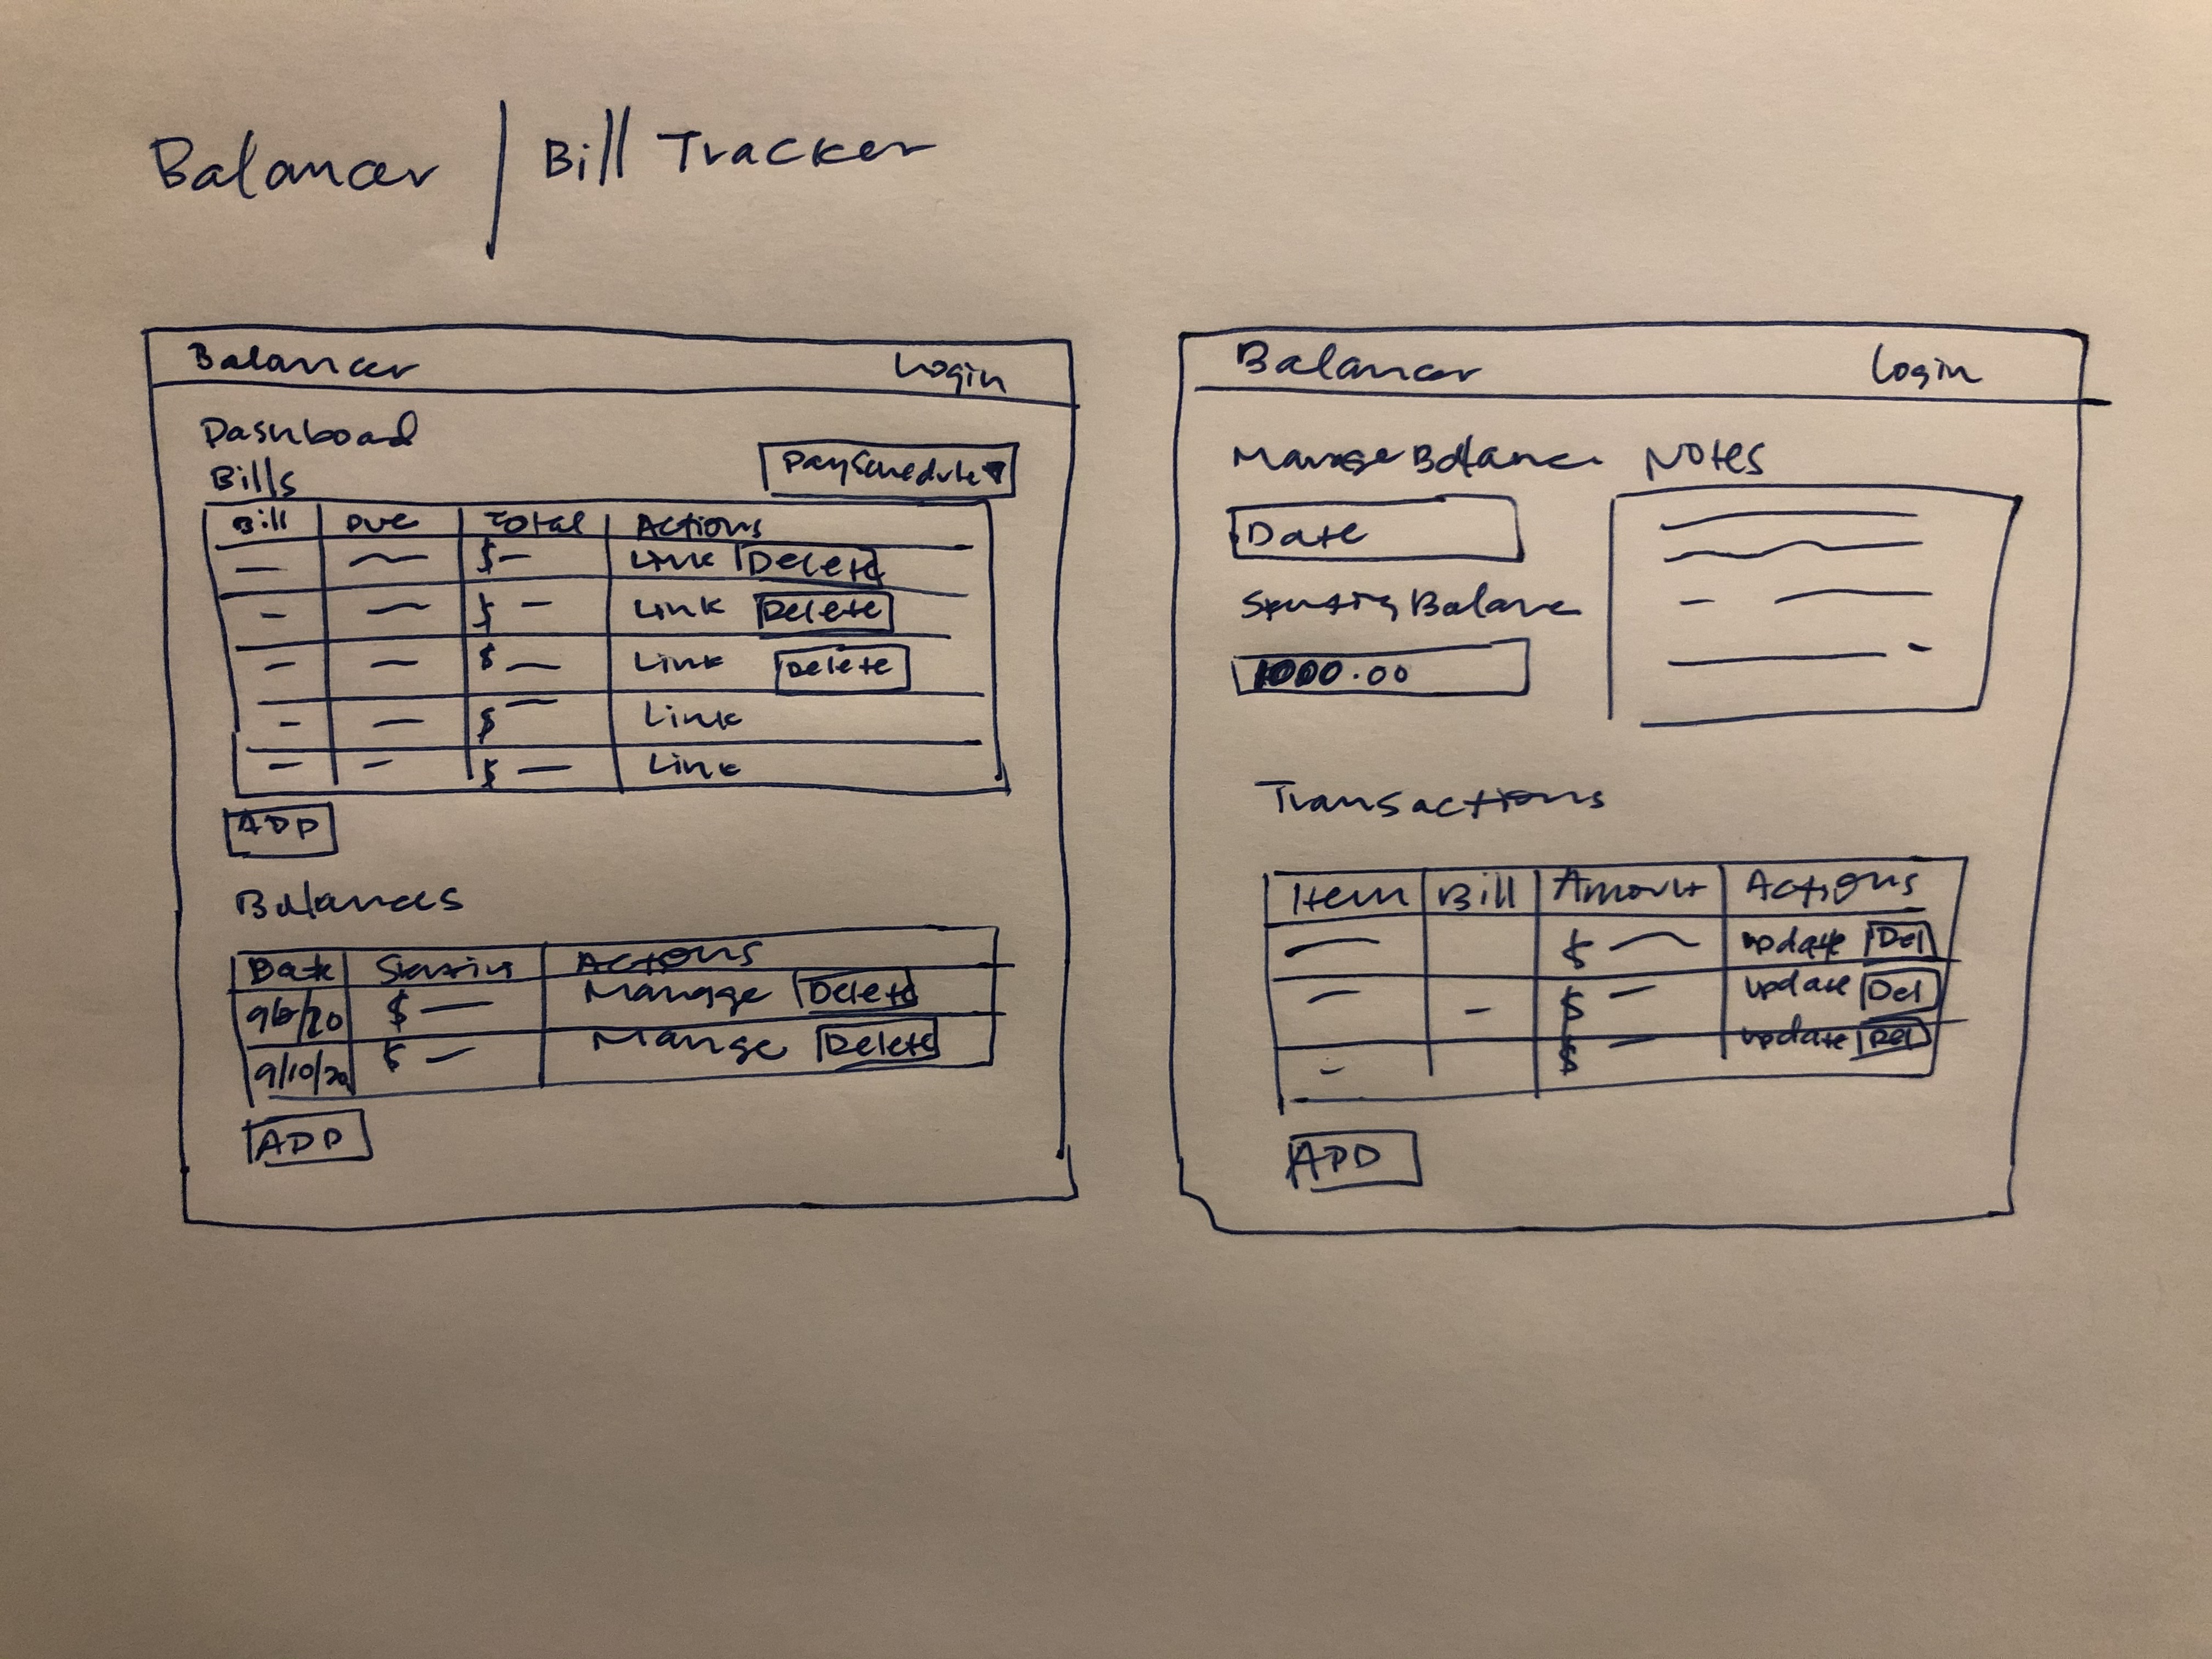 Balancer | Bill Tracker
Balancer Login
Dashboard
Bills
PaySchedule
Bill Due Total Actions
$ Link Delete
$ Link Delete
$ Link Delete
$ Link
$ Link
ADD
Balances
Date Actions
9/6/20 $ Manage Delete
9/10/20 $ Manage Delete
ADD
Balancer Login
Manage Balance Notes
Date
Balance
1000.00
Transactions
Item Bill Amount Actions
$ update Del
$ update Del
$ update Del
ADD